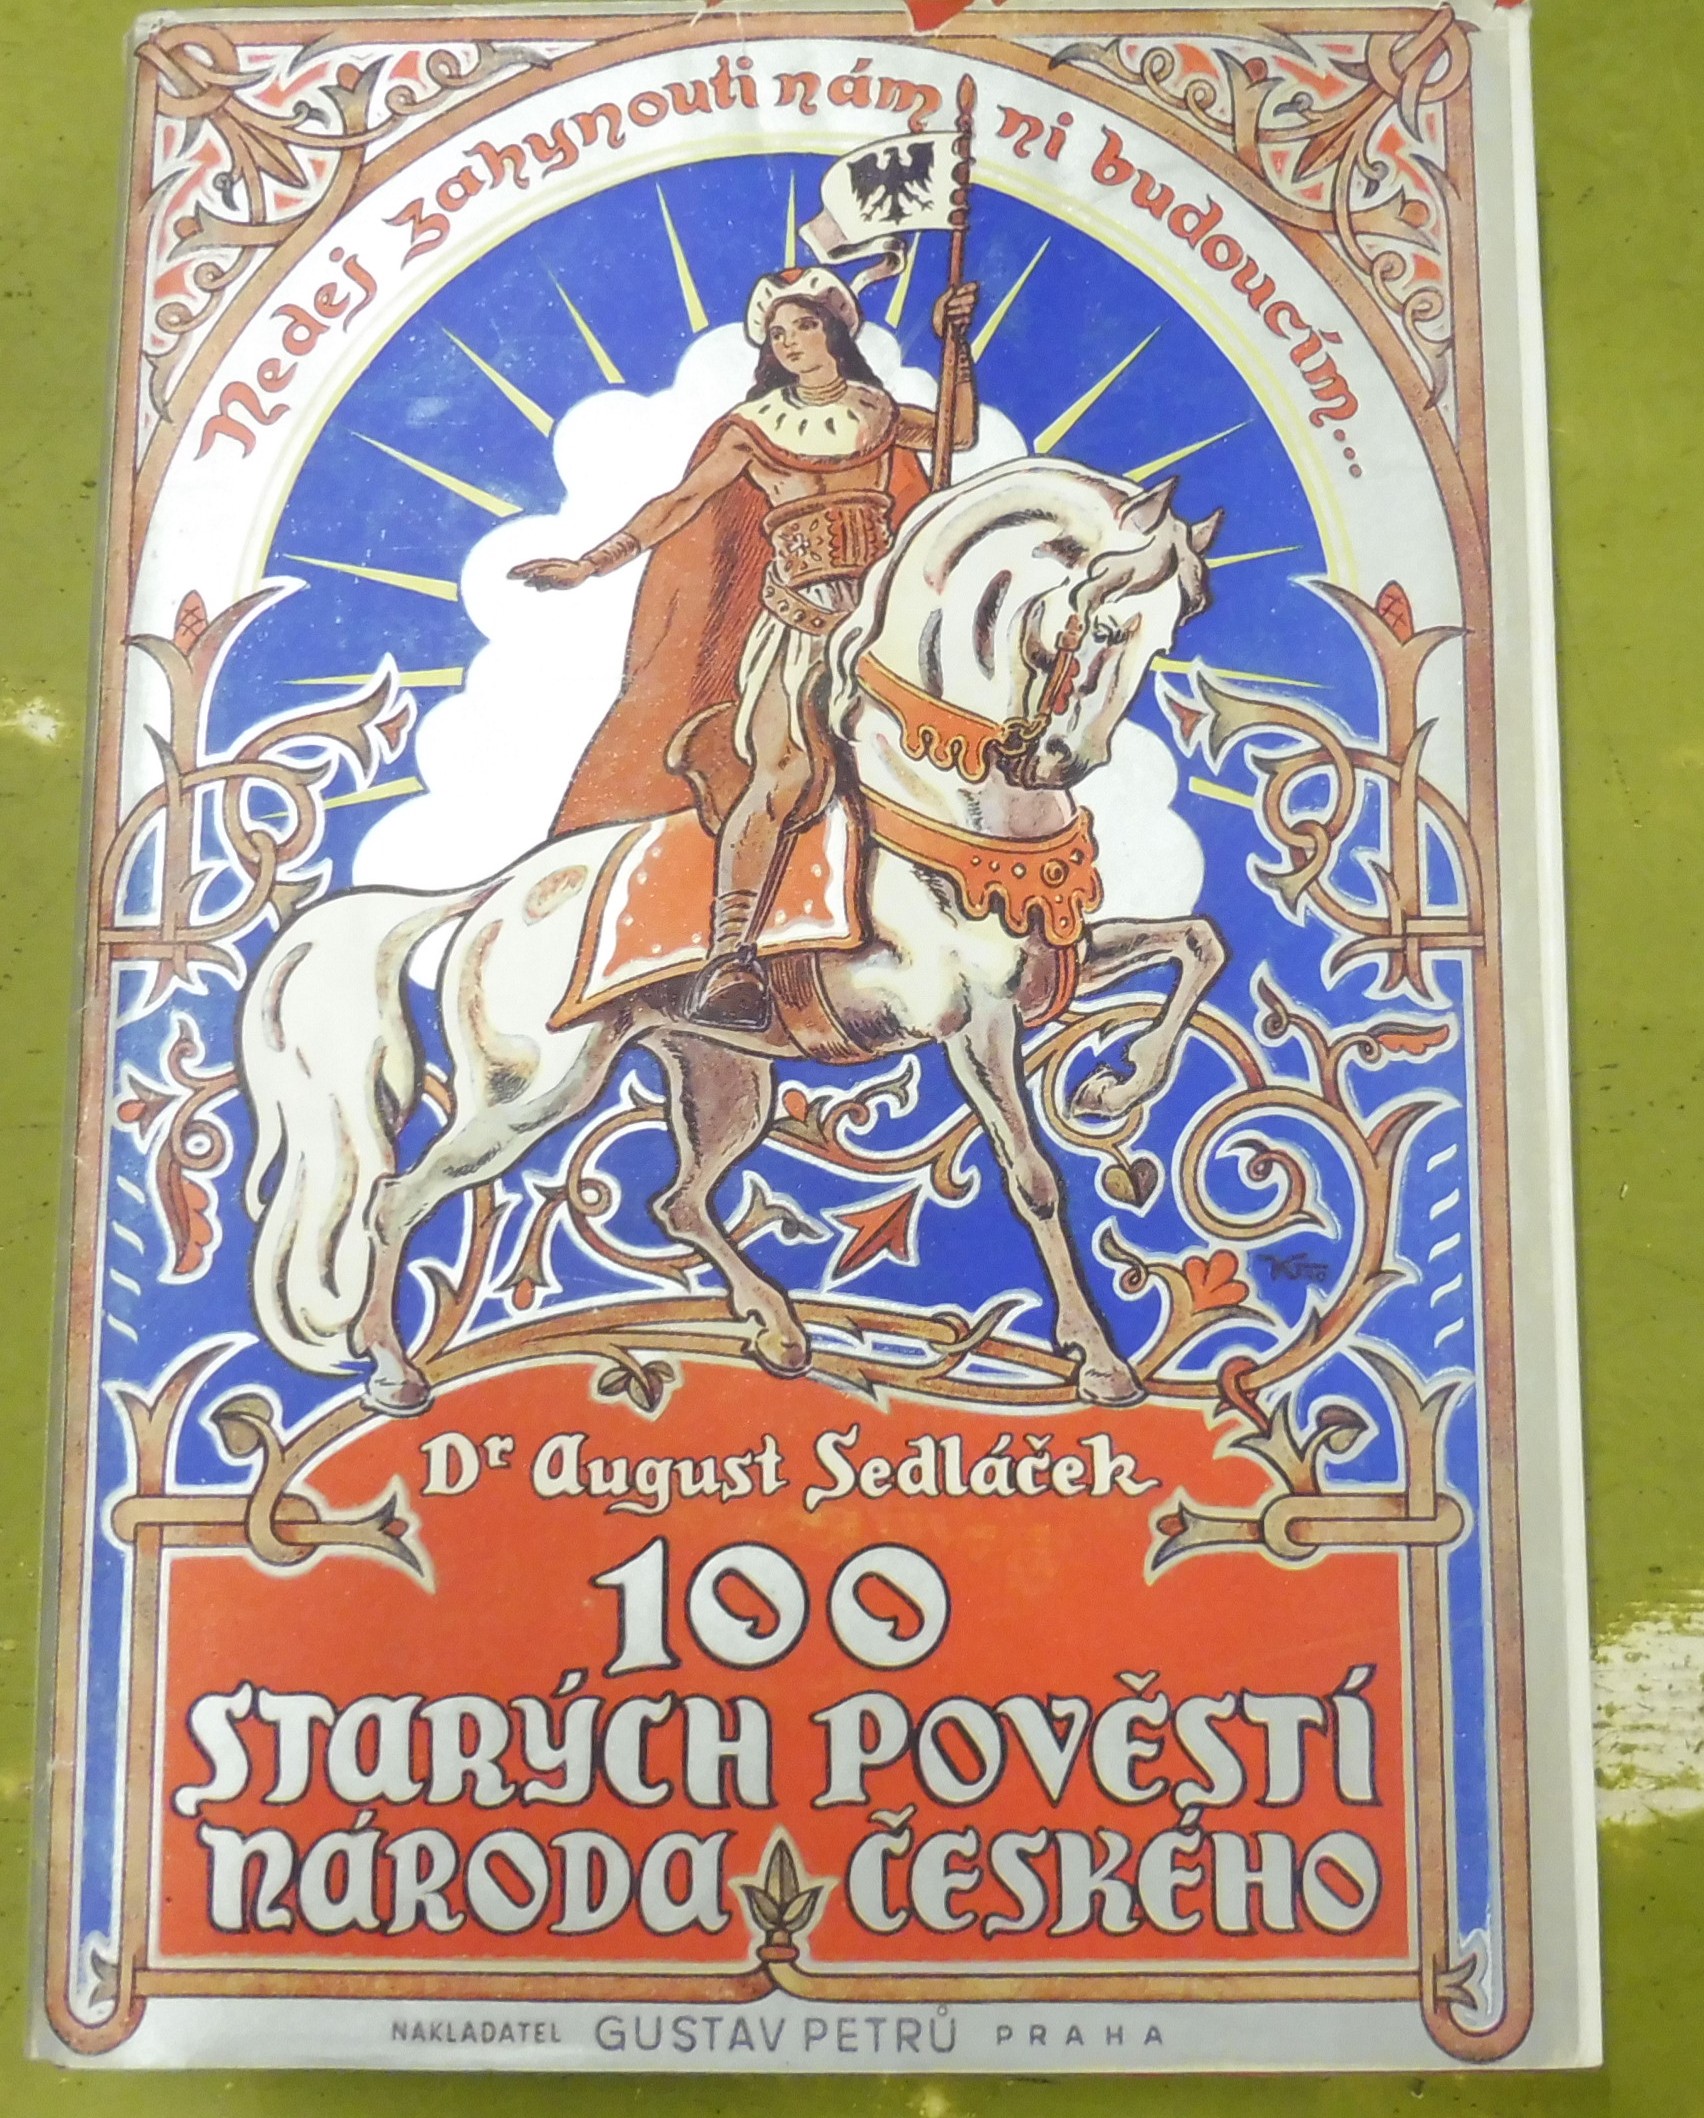 Nedej zahynouti nám ni budoucím...
Dr August Sedláček
100
STARÝCH POVĚSTÍ
NÁRODA ČESKÉHO
NAKLADATEL GUSTAV PETRŮ PRAHA